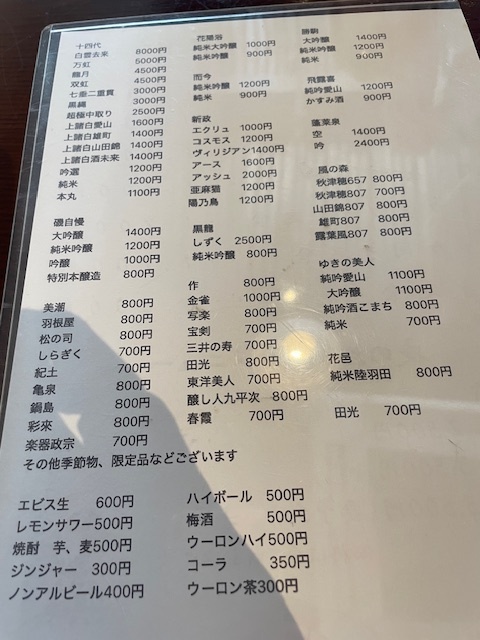 十四代
白雲去来 8000円
万虹 5000円
龍月 4500円
双虹 4500円
七垂二重貫 3000円
黒縄 3000円
超極中取り 2500円
上諸白愛山 1600円
上諸白雄町 1400円
上諸白山田錦 1400円
上諸白酒未来 1400円
吟選 1200円
純米 1200円
本丸 1100円
磯自慢
大吟醸 1400円
純米吟醸 1200円
吟醸 1000円
特別本醸造 800円
美潮 800円
羽根屋 800円
松の司 800円
しらぎく 700円
紀土 700円
亀泉 800円
鍋島 800円
彩來 800円
楽器政宗 700円
花陽浴
純米大吟醸 1000円
純米吟醸 900円
而今
純米吟醸 1200円
純米 900円
新政
エクリュ 1000円
コスモス 1200円
ヴィリジアン1400円
アース 1600円
アッシュ 2000円
亜麻猫 1200円
陽乃鳥 1200円
黒龍
しずく 2500円
純米吟醸 800円
作 800円
金雀 1000円
写楽 800円
宝剣 700円
三井の寿 700円
田光 800円
東洋美人 700円
醸し人九平次 800円
春霞 700円
勝駒
大吟醸 1400円
純米吟醸 1200円
純米 900円
飛露喜
純吟愛山 1200円
かすみ酒 900円
蓬莱泉
空 1400円
吟 2400円
風の森
秋津穂657 800円
秋津穂807 700円
山田錦807 800円
雄町807 800円
露葉風807 800円
ゆきの美人
純吟愛山 1100円
大吟醸 1100円
純吟酒こまち 800円
純米 700円
花邑
純米陸羽田 800円
田光 700円
その他季節物、限定品などございます
エビス生 600円
レモンサワー500円
焼酎 芋、麦500円
ジンジャー 300円
ノンアルビール400円
ハイボール 500円
梅酒 500円
ウーロンハイ500円
コーラ 350円
ウーロン茶300円